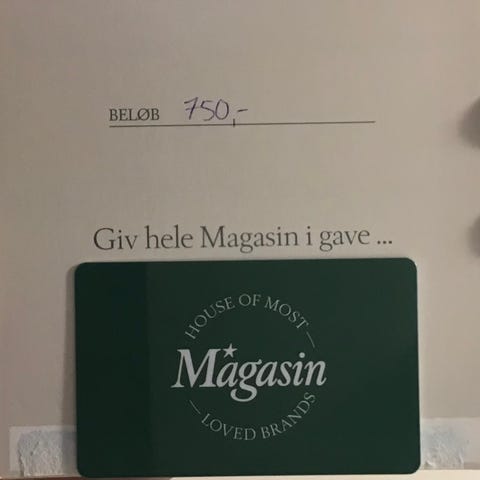 BELØB 750,-
Giv hele Magasin i gave ...
HOUSE OF MOST
Magasin
LOVED BRANDS